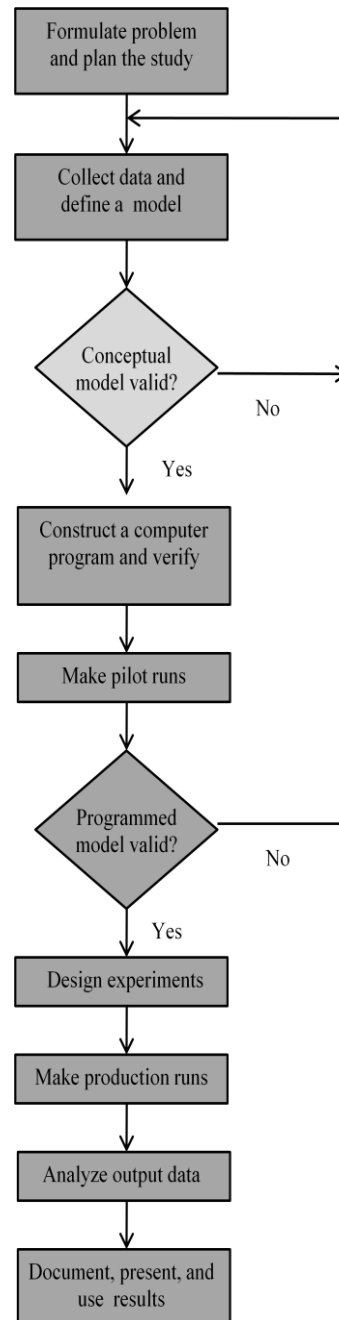 Formulate problem
and plan the study
Collect data and
define a model
Conceptual
model valid?
No
Yes
Construct a computer
program and verify
Make pilot runs
Programmed
model valid?
No
Yes
Design experiments
Make production runs
Analyze output data
Document, present, and
use results